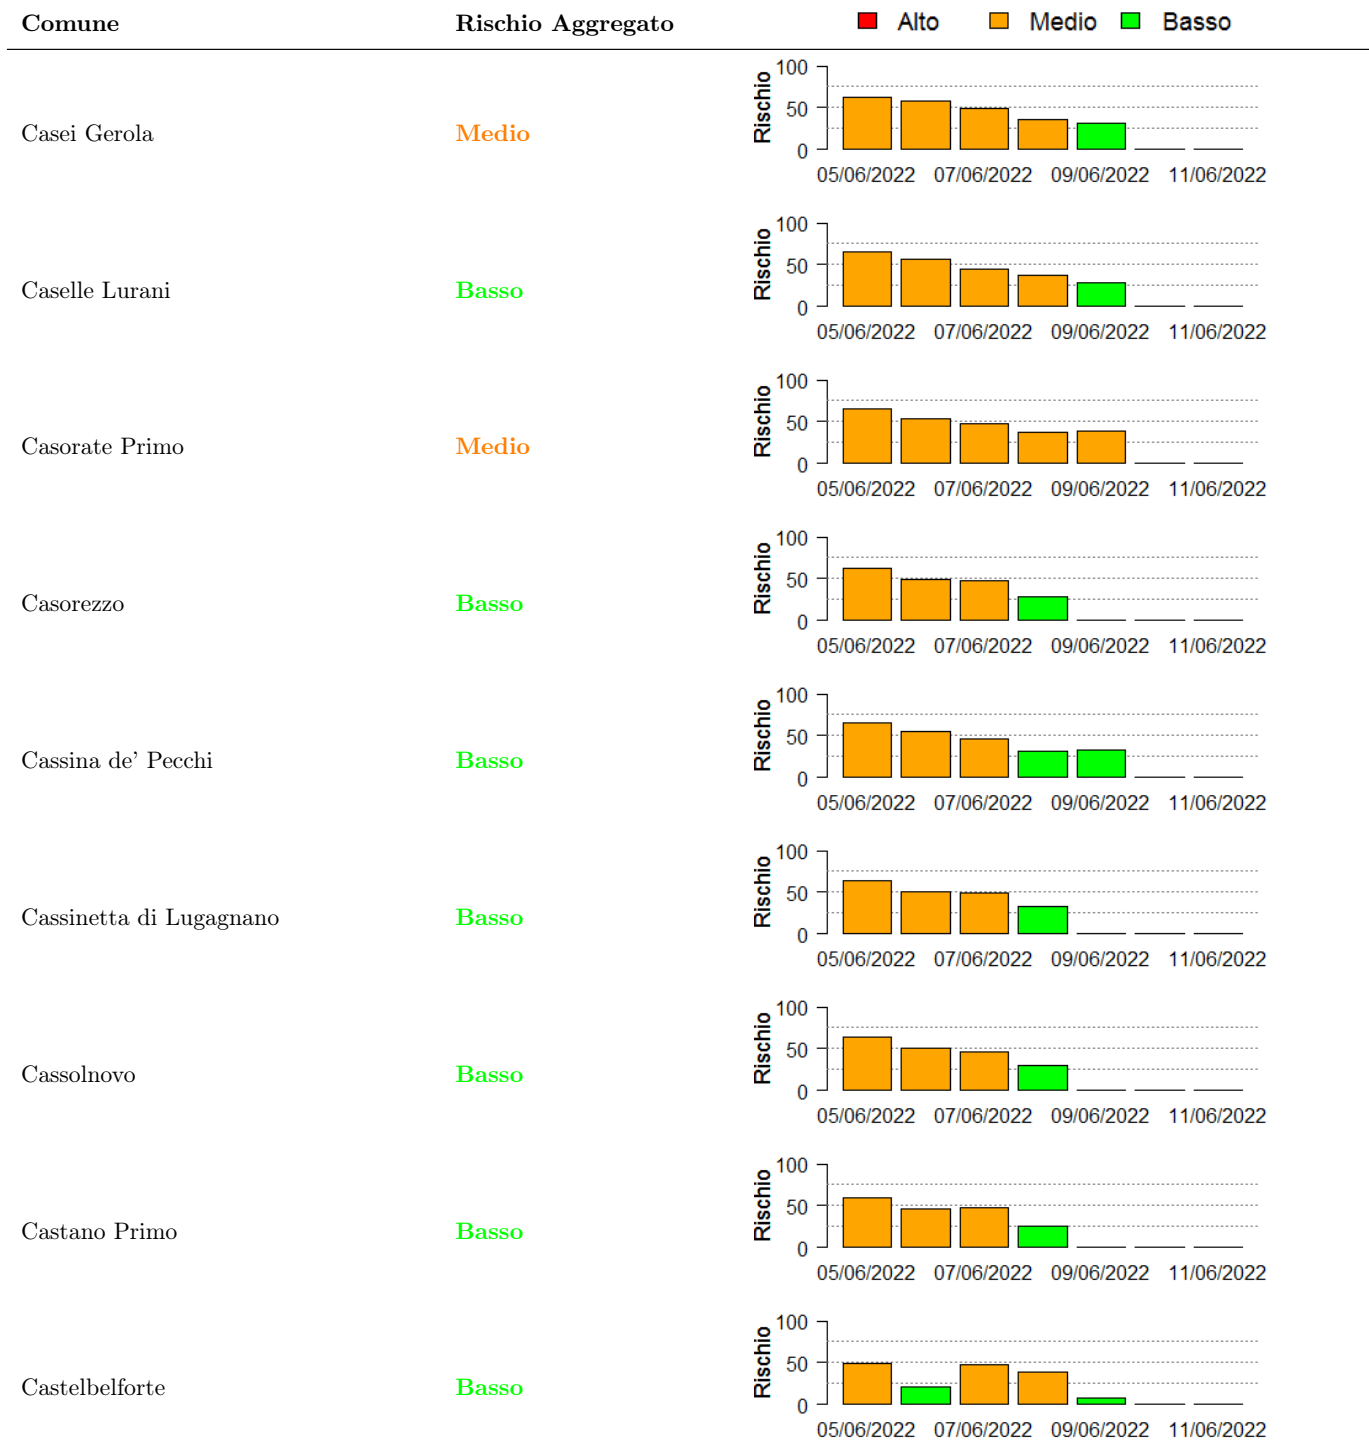 Comune Rischio Aggregato Alto Medio Basso
100
50
0
Rischio
Casei Gerola Medio
05/06/2022 07/06/2022 09/06/2022 11/06/2022
100
50
0
Rischio
Caselle Lurani Basso
05/06/2022 07/06/2022 09/06/2022 11/06/2022
100
50
0
Rischio
Casorate Primo Medio
05/06/2022 07/06/2022 09/06/2022 11/06/2022
100
50
0
Rischio
Casorezzo Basso
05/06/2022 07/06/2022 09/06/2022 11/06/2022
100
50
0
Rischio
Cassina de' Pecchi Basso
05/06/2022 07/06/2022 09/06/2022 11/06/2022
100
50
0
Rischio
Cassinetta di Lugagnano Basso
05/06/2022 07/06/2022 09/06/2022 11/06/2022
100
50
0
Rischio
Cassolnovo Basso
05/06/2022 07/06/2022 09/06/2022 11/06/2022
100
50
0
Rischio
Castano Primo Basso
05/06/2022 07/06/2022 09/06/2022 11/06/2022
100
50
0
Rischio
Castelbelforte Basso
05/06/2022 07/06/2022 09/06/2022 11/06/2022